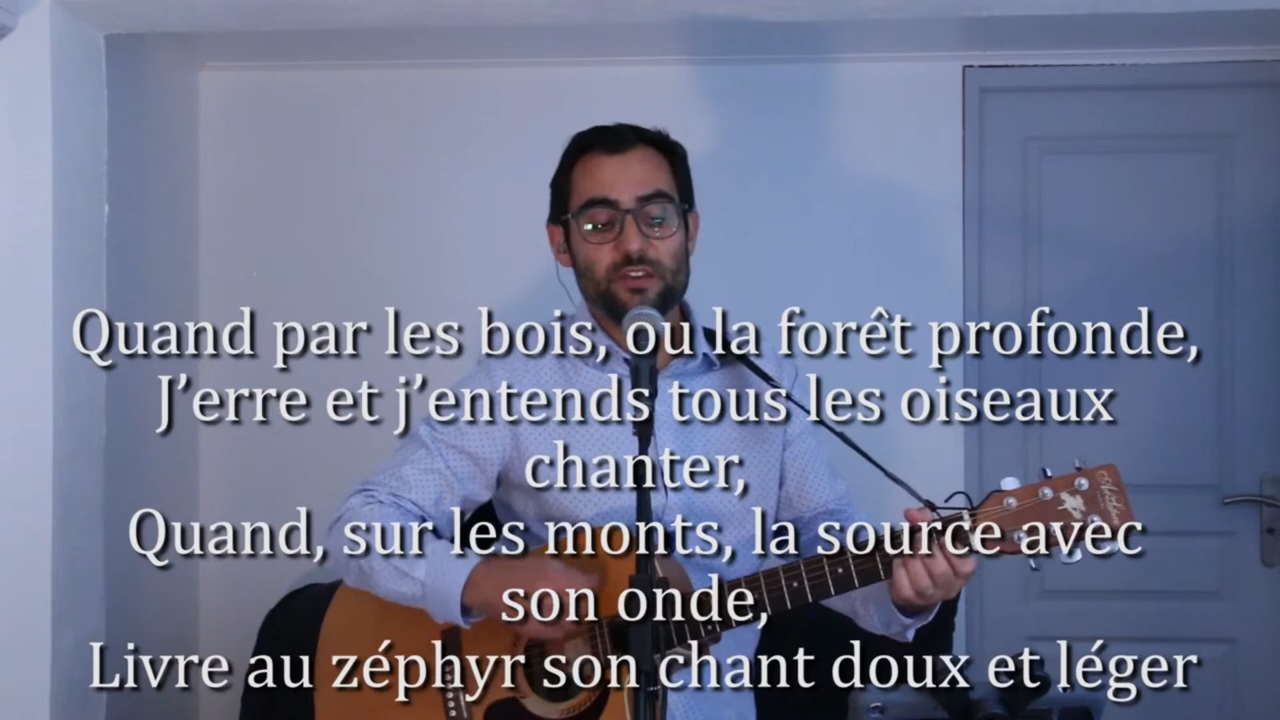 Quand par les bois, ou la forêt profonde,
J’erre et j’entends tous les oiseaux
chanter,
Quand, sur les monts, la source avec
son onde,
Livre au zéphyr son chant doux et léger